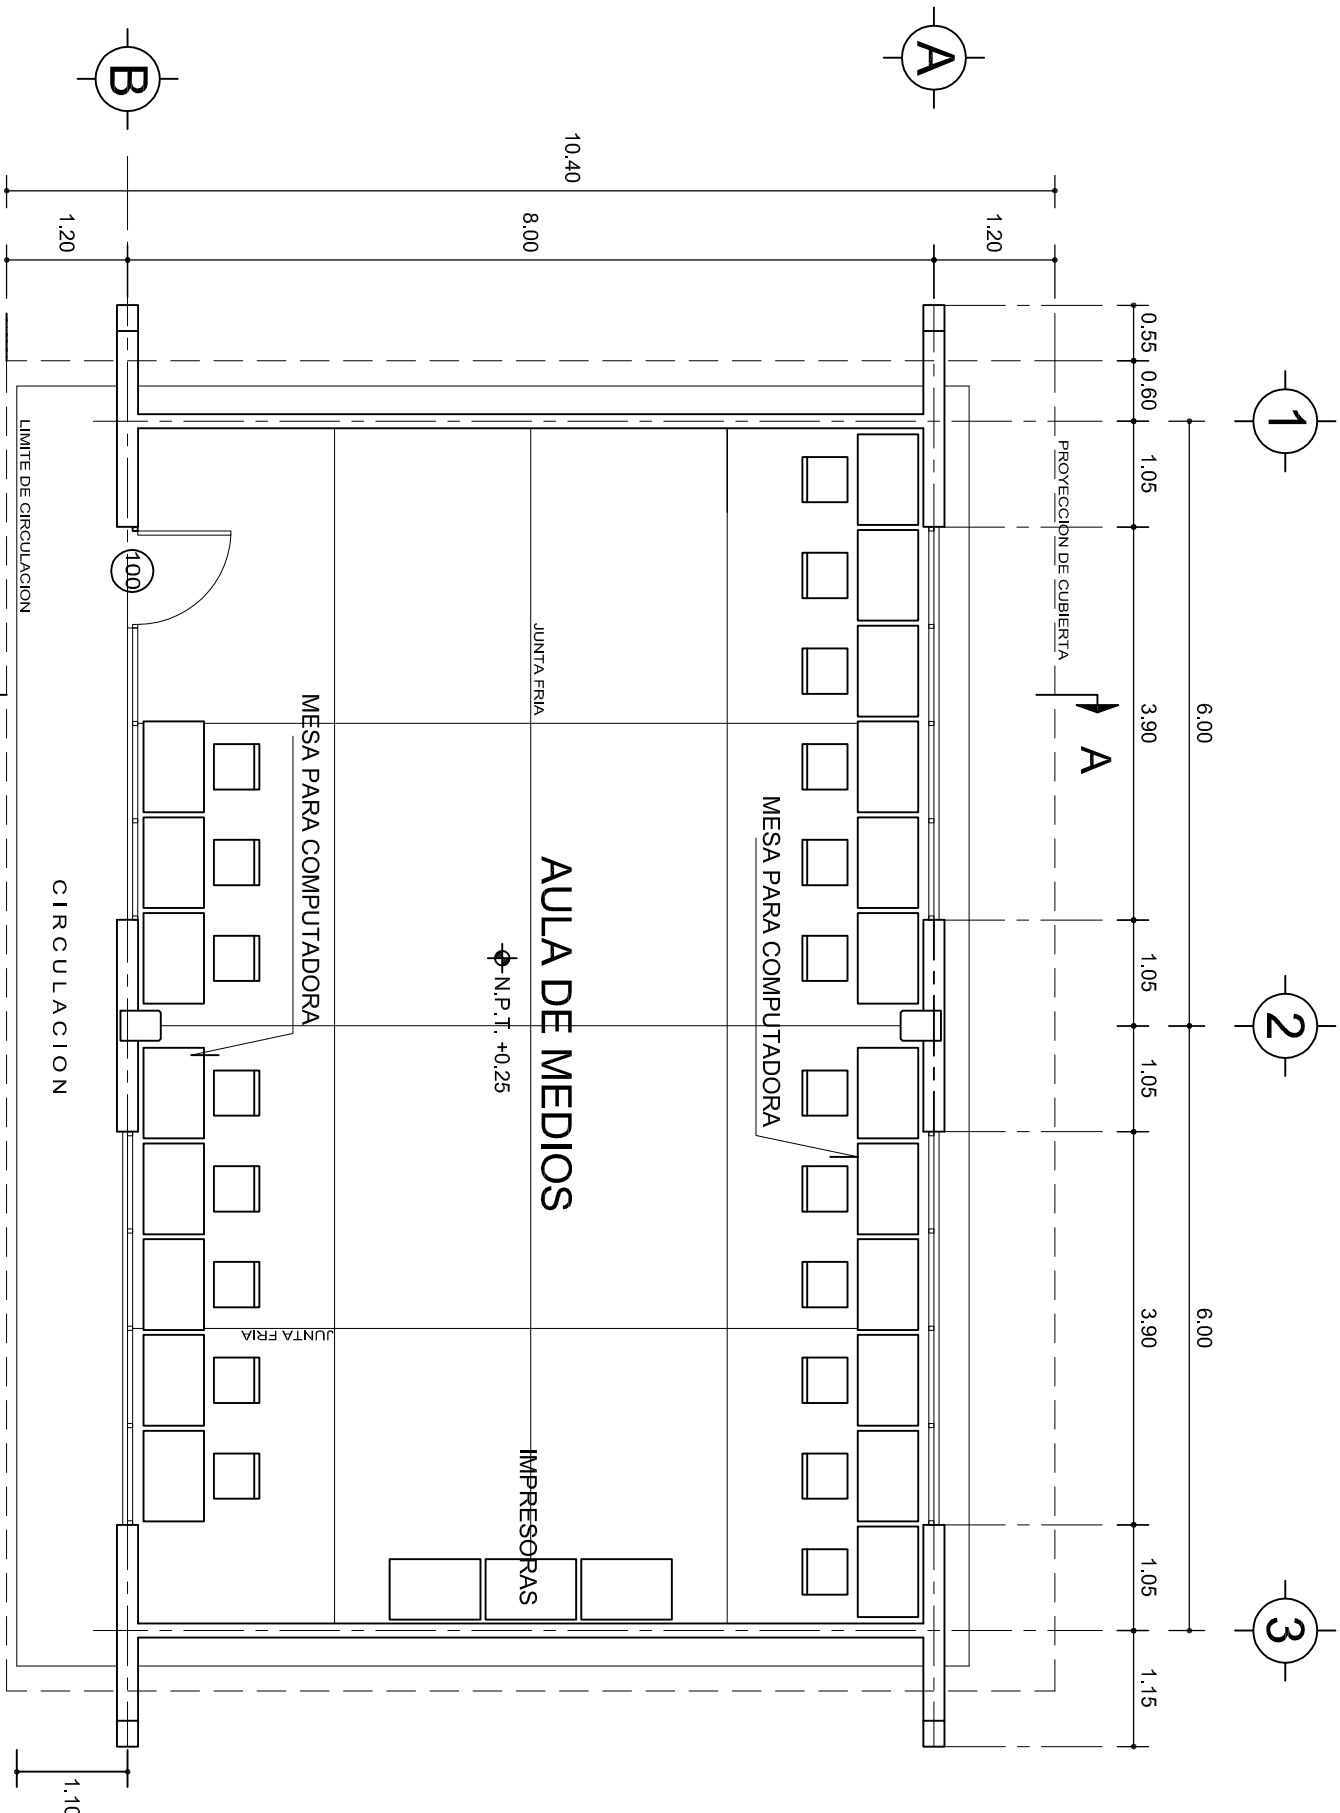 1
2
3
6.00
6.00
0.55
0.60
1.05
3.90
1.05
1.05
3.90
1.05
1.15
A
PROYECCION DE CUBIERTA
A
1.20
MESA PARA COMPUTADORA
10.40
8.00
JUNTA FRIA
AULA DE MEDIOS
N.P.T. +0.25
IMPRESORAS
MESA PARA COMPUTADORA
JUNTA FRIA
B
100
1.20
CIRCULACION
LIMITE DE CIRCULACION
1.10